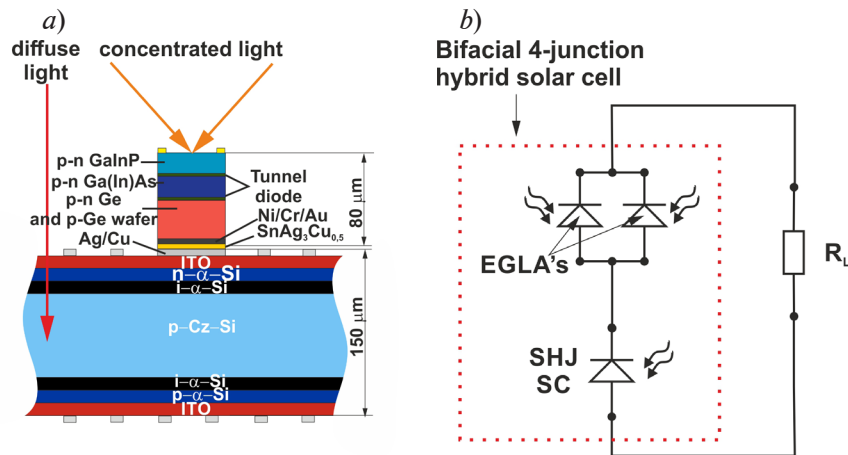 a)
diffuse
light
concentrated light
p-n GaInP
p-n Ga(In)As
p-n Ge
and p-Ge wafer
Ag/Cu
Tunnel
diode
Ni/Cr/Au
SnAg₃Cu₀,₅
80 µm
ITO
n–α–Si
i–α–Si
p–Cz–Si
i–α–Si
p–α–Si
ITO
150 µm
b)
Bifacial 4-junction
hybrid solar cell
EGLA's
SHJ
SC
R_L